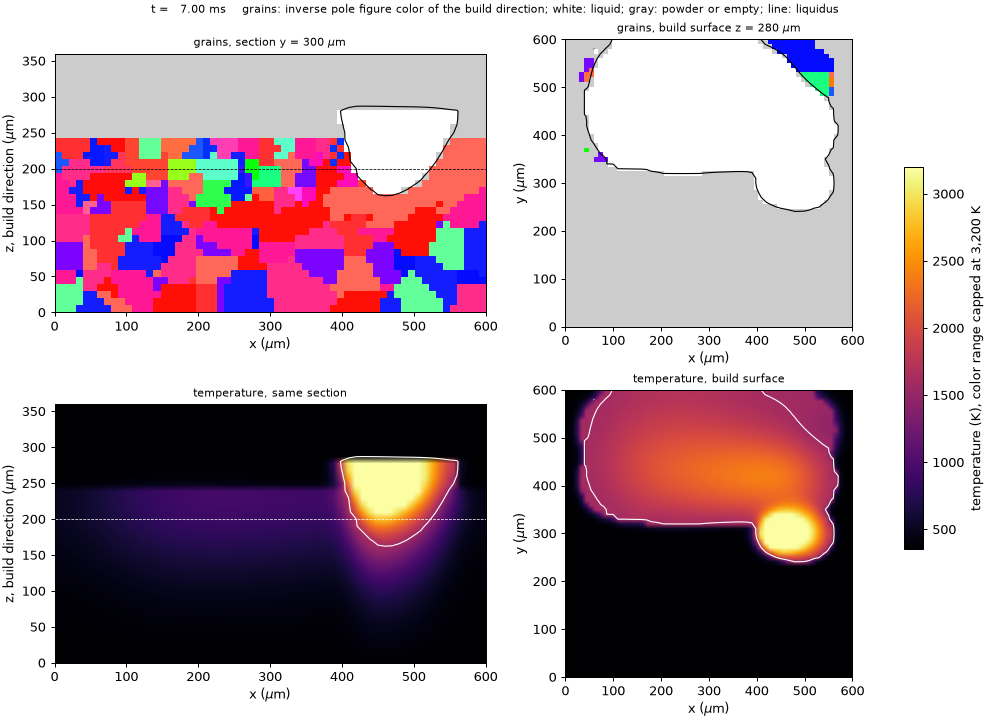 t =   7.00 ms     grains: inverse pole figure color of the build direction; white: liquid; gray: powder or empty; line: liquidus
grains, section y = 300 μm
350
300
250
200
150
100
50
0
z, build direction (μm)
0 100 200 300 400 500 600
x (μm)
grains, build surface z = 280 μm
600
500
400
300
200
100
0
y (μm)
0 100 200 300 400 500 600
x (μm)
temperature, same section
350
300
250
200
150
100
50
0
z, build direction (μm)
0 100 200 300 400 500 600
x (μm)
temperature, build surface
600
500
400
300
200
100
0
y (μm)
0 100 200 300 400 500 600
x (μm)
3000
2500
2000
1500
1000
500
temperature (K), color range capped at 3,200 K